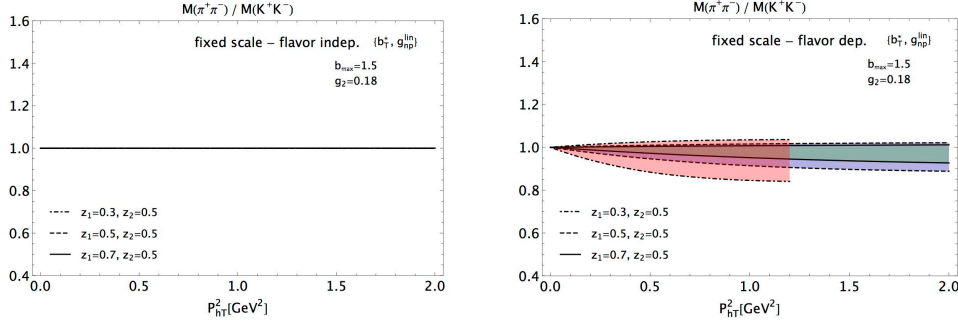 M(π⁺π⁻) / M(K⁺K⁻)
fixed scale – flavor indep. {b*_T, g_np^lin}
b_max=1.5
g₂=0.18
1.6
1.4
1.2
1.0
0.8
0.6
0.4
z₁=0.3, z₂=0.5
z₁=0.5, z₂=0.5
z₁=0.7, z₂=0.5
0.0 0.5 1.0 1.5 2.0
P²_hT[GeV²]
M(π⁺π⁻) / M(K⁺K⁻)
fixed scale – flavor dep. {b*_T, g_np^lin}
b_max=1.5
g₂=0.18
1.6
1.4
1.2
1.0
0.8
0.6
0.4
z₁=0.3, z₂=0.5
z₁=0.5, z₂=0.5
z₁=0.7, z₂=0.5
0.0 0.5 1.0 1.5 2.0
P²_hT[GeV²]